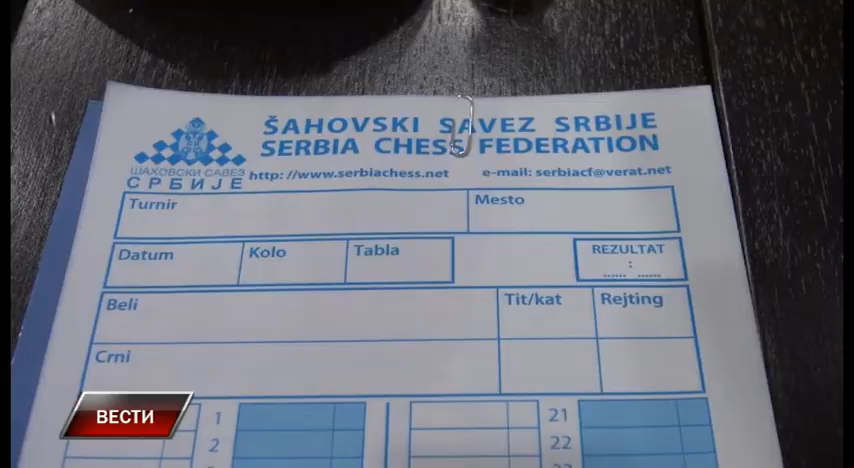 ŠAHOVSKI SAVEZ SRBIJE
SERBIA CHESS FEDERATION
ШАХОВСКИ САВЕЗ
СРБИЈЕ
http://www.serbiachess.net
e-mail: serbiacf@verat.net
Turnir
Mesto
Datum
Kolo
Tabla
REZULTAT
:
...... ......
Beli
Tit/kat
Rejting
Crni
1
21
2
22
ВЕСТИ